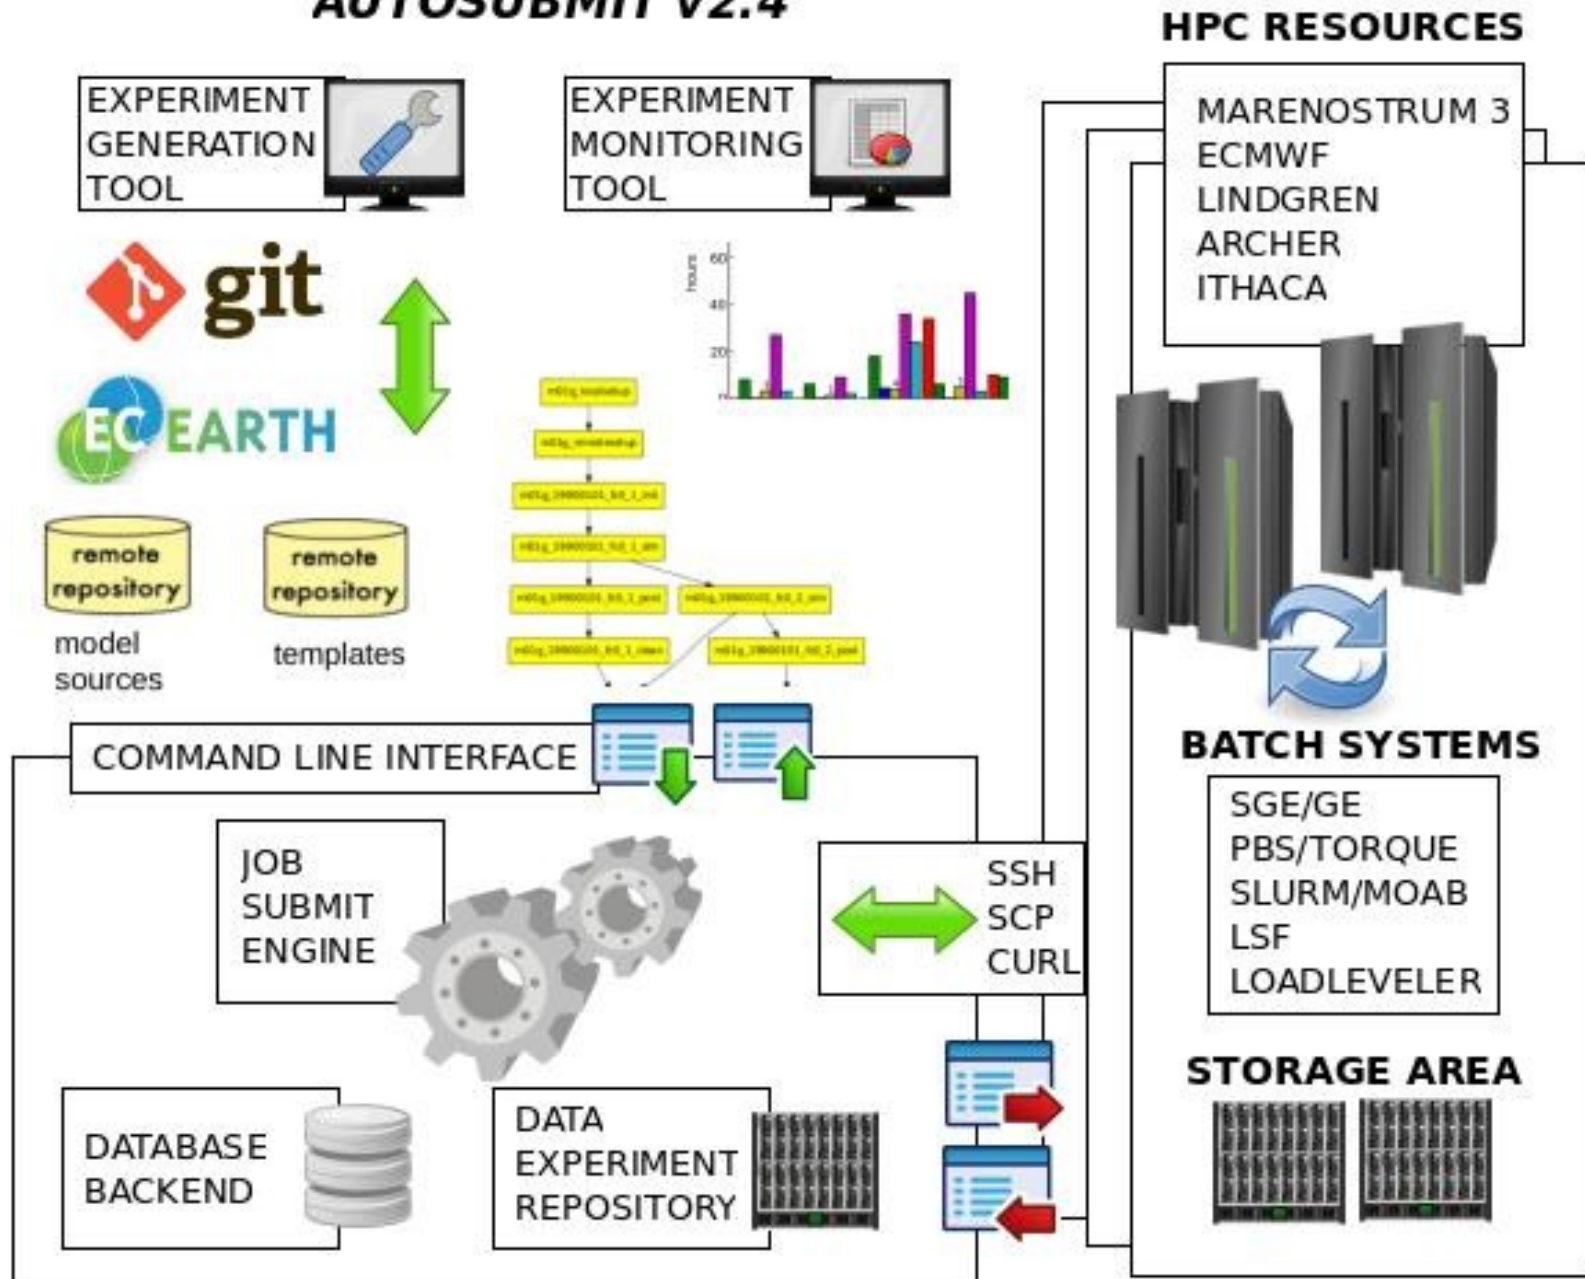 AUTOSUBMIT V2.4
HPC RESOURCES
EXPERIMENT
GENERATION
TOOL
EXPERIMENT
MONITORING
TOOL
MARENOSTRUM 3
ECMWF
LINDGREN
ARCHER
ITHACA
git
hours
60
40
20
0
EC EARTH
remote
repository
model
sources
remote
repository
templates
COMMAND LINE INTERFACE
JOB
SUBMIT
ENGINE
SSH
SCP
CURL
BATCH SYSTEMS
SGE/GE
PBS/TORQUE
SLURM/MOAB
LSF
LOADLEVELER
STORAGE AREA
DATABASE
BACKEND
DATA
EXPERIMENT
REPOSITORY